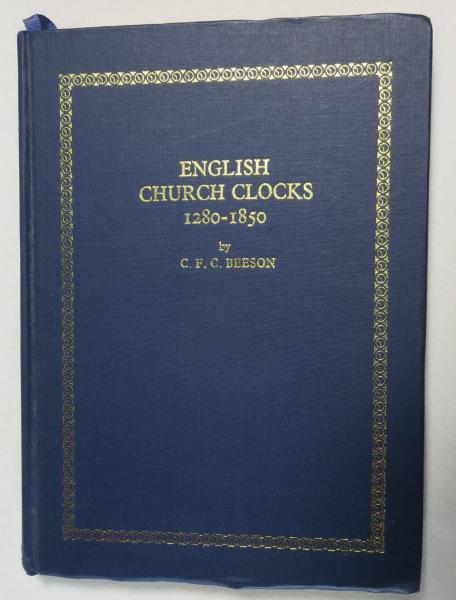 ENGLISH
CHURCH CLOCKS
1280-1850
by
C. F. C. BEESON